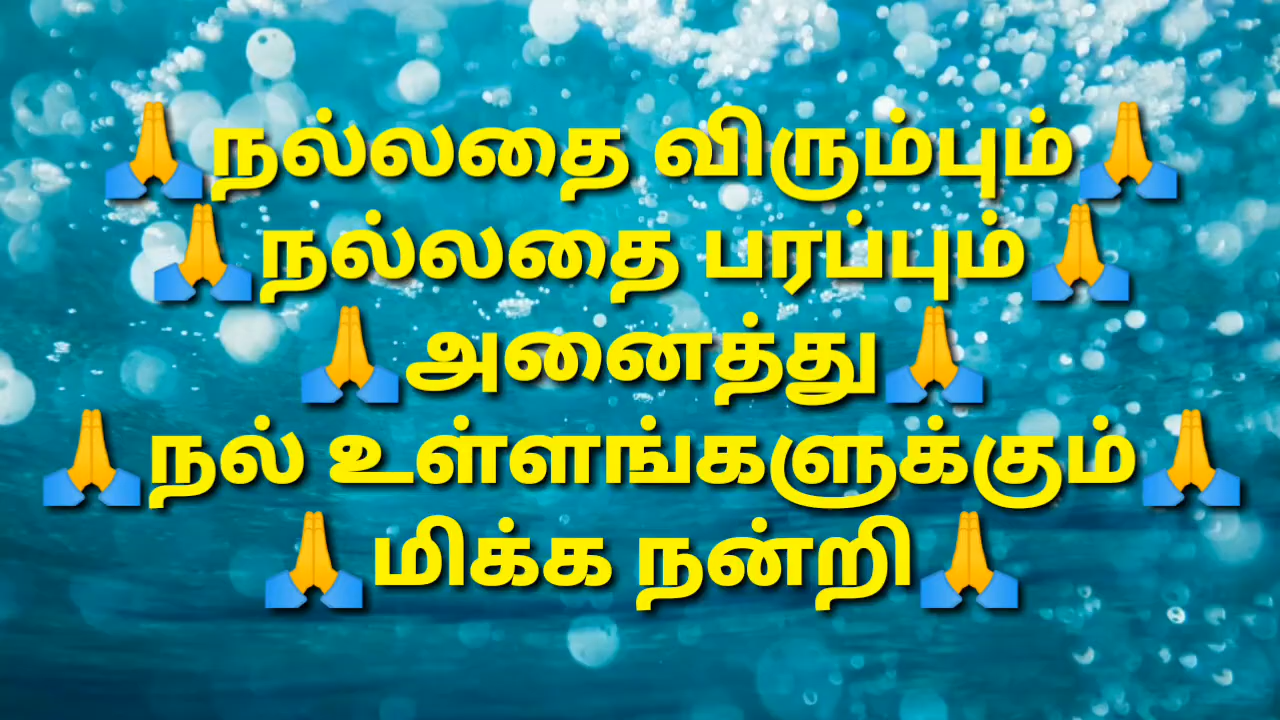 🙏நல்லதை விரும்பும்🙏
🙏நல்லதை பரப்பும்🙏
🙏அனைத்து🙏
🙏நல் உள்ளங்களுக்கும்🙏
🙏மிக்க நன்றி🙏